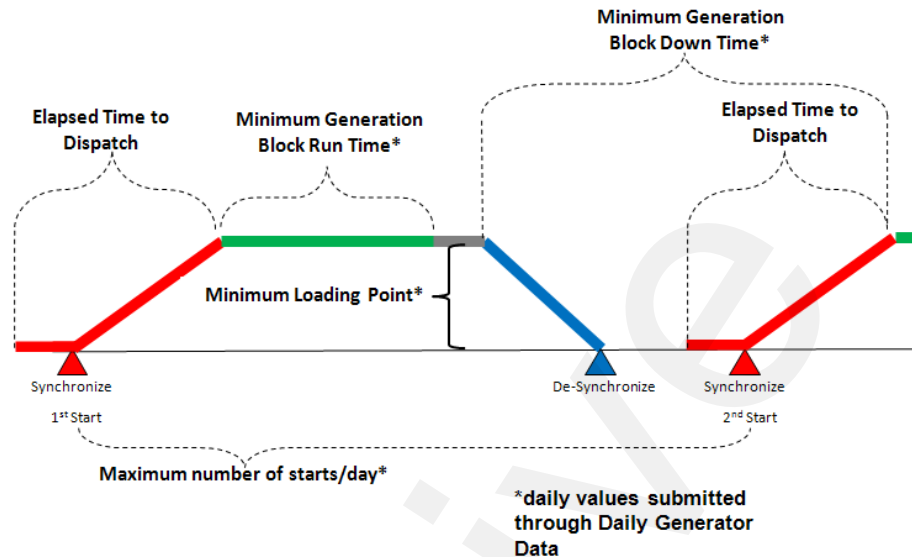 Minimum Generation
Block Down Time*
Elapsed Time to
Dispatch
Minimum Generation
Block Run Time*
Elapsed Time to
Dispatch
Minimum Loading Point*
Synchronize
De-Synchronize
Synchronize
1st Start
2nd Start
Maximum number of starts/day*
*daily values submitted
through Daily Generator
Data